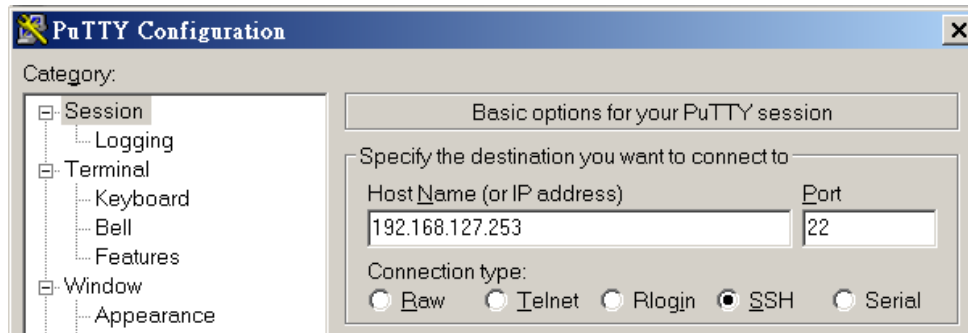 PuTTY Configuration
Category:
Session
Logging
Terminal
Keyboard
Bell
Features
Window
Appearance
Basic options for your PuTTY session
Specify the destination you want to connect to
Host Name (or IP address)
Port
192.168.127.253
22
Connection type:
Raw Telnet Rlogin SSH Serial